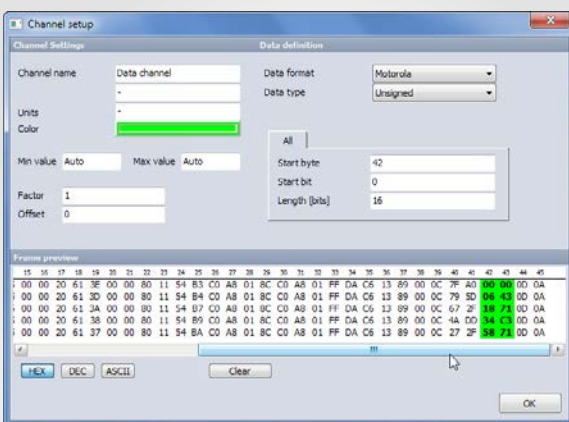 Channel setup
Channel Settings
Data definition
Channel name Data channel
-
Units -
Color
Min value Auto Max value Auto
Factor 1
Offset 0
Data format Motorola
Data type Unsigned
All
Start byte 42
Start bit 0
Length [bits] 16
Frame preview
15 16 17 18 19 20 21 22 23 24 25 26 27 28 29 30 31 32 33 34 35 36 37 38 39 40 41 42 43 44 45
00 00 20 61 3E 00 00 80 11 54 B3 C0 A8 01 8C C0 A8 01 FF DA C6 13 89 00 0C 7F A0 00 00 0D 0A
00 00 20 61 3D 00 00 80 11 54 B4 C0 A8 01 8C C0 A8 01 FF DA C6 13 89 00 0C 79 5D 06 43 0D 0A
00 00 20 61 3A 00 00 80 11 54 B7 C0 A8 01 8C C0 A8 01 FF DA C6 13 89 00 0C 67 2F 18 71 0D 0A
00 00 20 61 38 00 00 80 11 54 B9 C0 A8 01 8C C0 A8 01 FF DA C6 13 89 00 0C 4A DD 34 C3 0D 0A
00 00 20 61 37 00 00 80 11 54 BA C0 A8 01 8C C0 A8 01 FF DA C6 13 89 00 0C 27 2F 58 71 0D 0A
HEX DEC ASCII Clear
OK